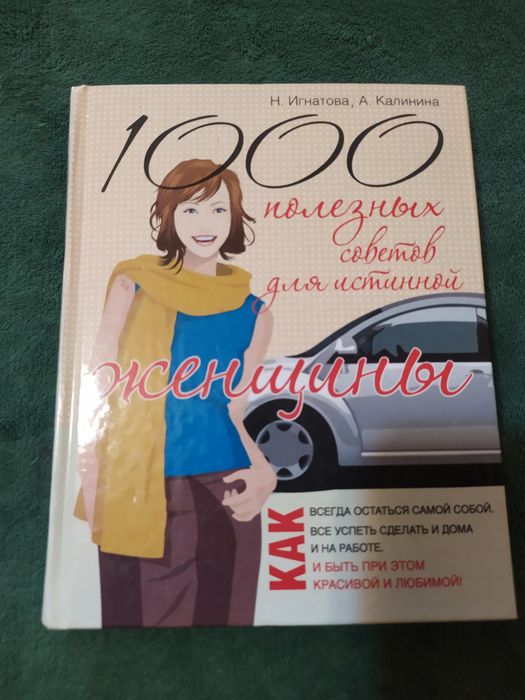 Н. Игнатова, А. Калинина
1000
полезных
советов
для истинной
женщины
КАК
ВСЕГДА ОСТАТЬСЯ САМОЙ СОБОЙ.
ВСЕ УСПЕТЬ СДЕЛАТЬ И ДОМА
И НА РАБОТЕ.
И БЫТЬ ПРИ ЭТОМ
КРАСИВОЙ И ЛЮБИМОЙ!